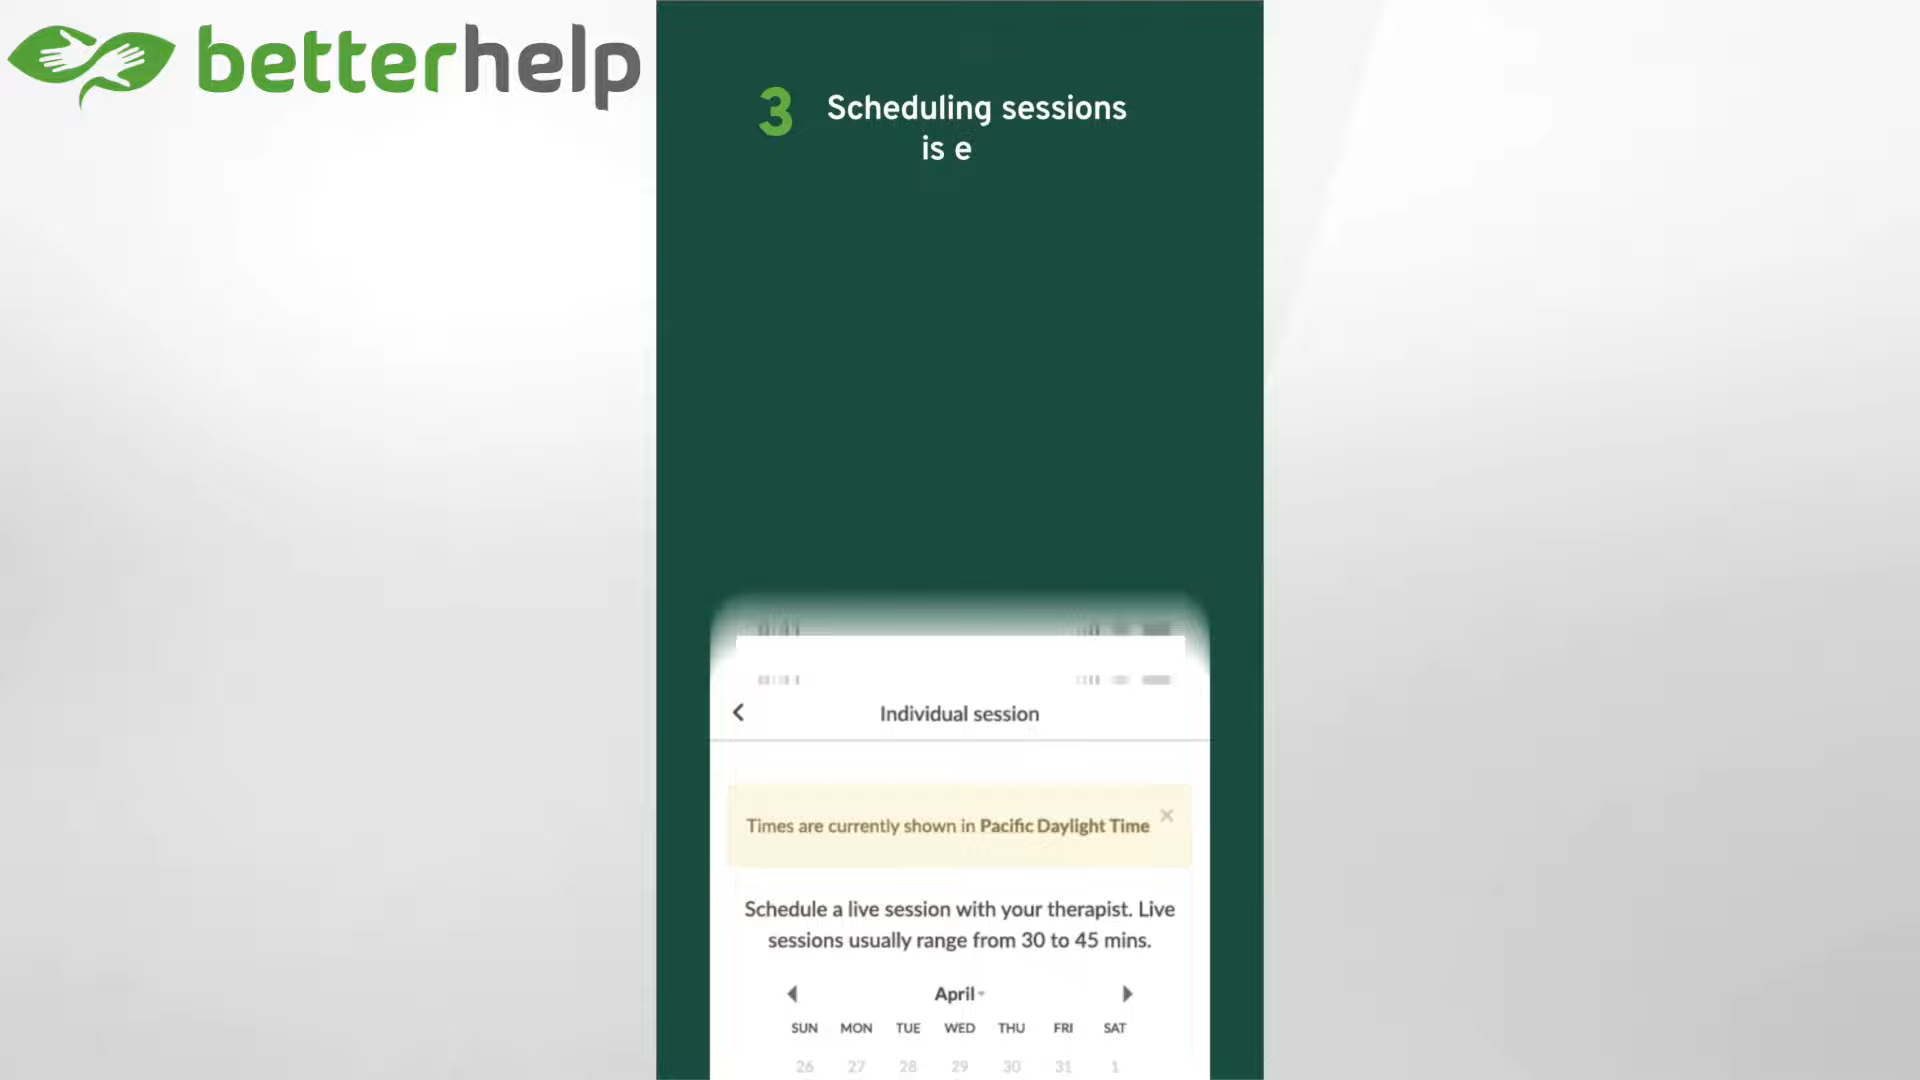 betterhelp
3 Scheduling sessions
is e
Individual session
Times are currently shown in Pacific Daylight Time
Schedule a live session with your therapist. Live
sessions usually range from 30 to 45 mins.
April
SUN MON TUE WED THU FRI SAT
26 27 28 29 30 31 1